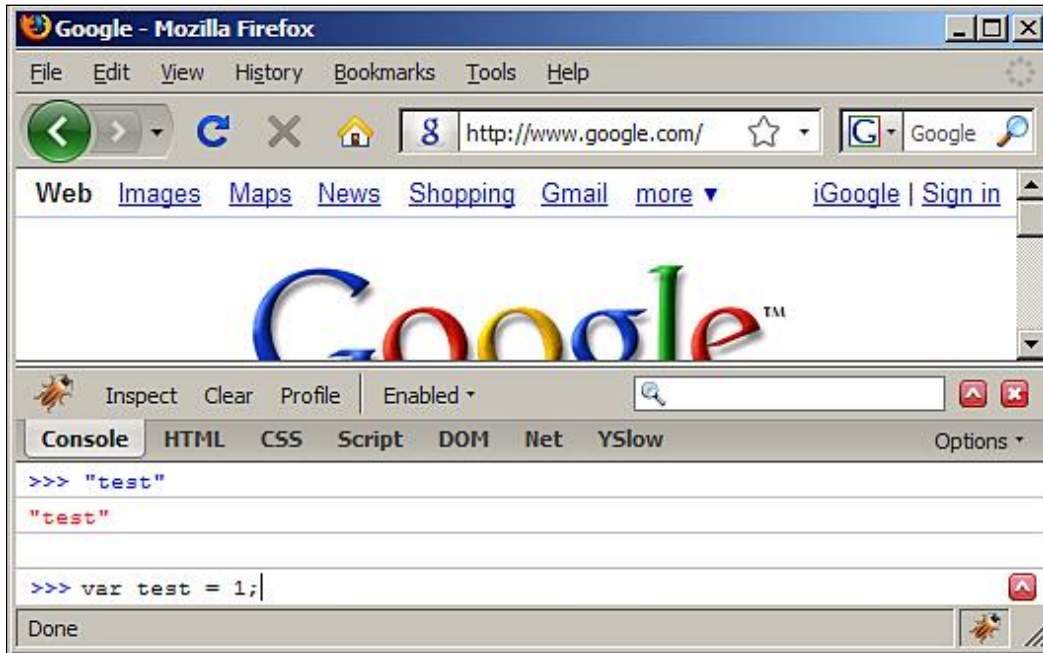 Google - Mozilla Firefox
File Edit View History Bookmarks Tools Help
8 http://www.google.com/ G Google
Web Images Maps News Shopping Gmail more ▼ iGoogle | Sign in
Google™
Inspect Clear Profile Enabled
Console HTML CSS Script DOM Net YSlow Options
>>> "test"
"test"
>>> var test = 1;
Done